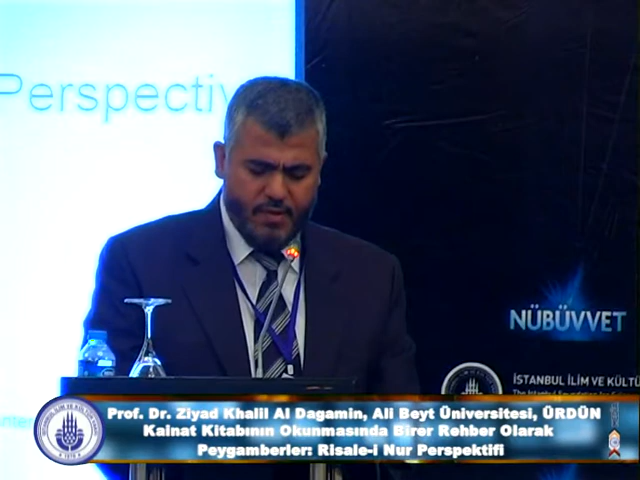 Perspectiv
NÜBÜVVET
İSTANBUL İLİM VE KÜLTÜ
Prof. Dr. Ziyad Khalil Al Dagamin, Ali Beyt Üniversitesi, ÜRDÜN
Kainat Kitabının Okunmasında Birer Rehber Olarak
Peygamberler: Risale-i Nur Perspektifi